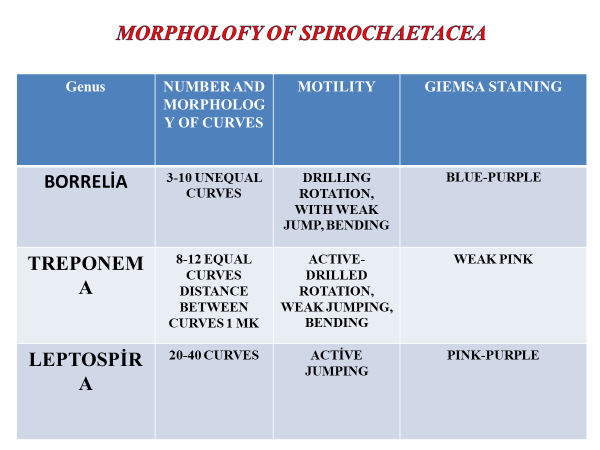 MORPHOLOFY OF SPIROCHAETACEA
Genus
NUMBER AND
MORPHOLOG
Y OF CURVES
MOTILITY
GIEMSA STAINING
BORRELİA
3-10 UNEQUAL
CURVES
DRILLING
ROTATION,
WITH WEAK
JUMP, BENDING
BLUE-PURPLE
TREPONEM
A
8-12 EQUAL
CURVES
DISTANCE
BETWEEN
CURVES 1 MK
ACTIVE-
DRILLED
ROTATION,
WEAK JUMPING,
BENDING
WEAK PINK
LEPTOSPİR
A
20-40 CURVES
ACTİVE
JUMPING
PINK-PURPLE